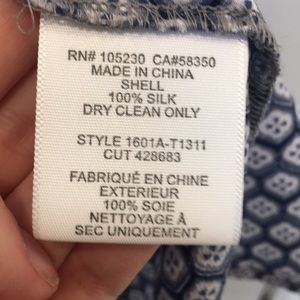 RN# 105230 CA#58350
MADE IN CHINA
SHELL
100% SILK
DRY CLEAN ONLY
STYLE 1601A-T1311
CUT 428683
FABRIQUÉ EN CHINE
EXTERIEUR
100% SOIE
NETTOYAGE À
SEC UNIQUEMENT